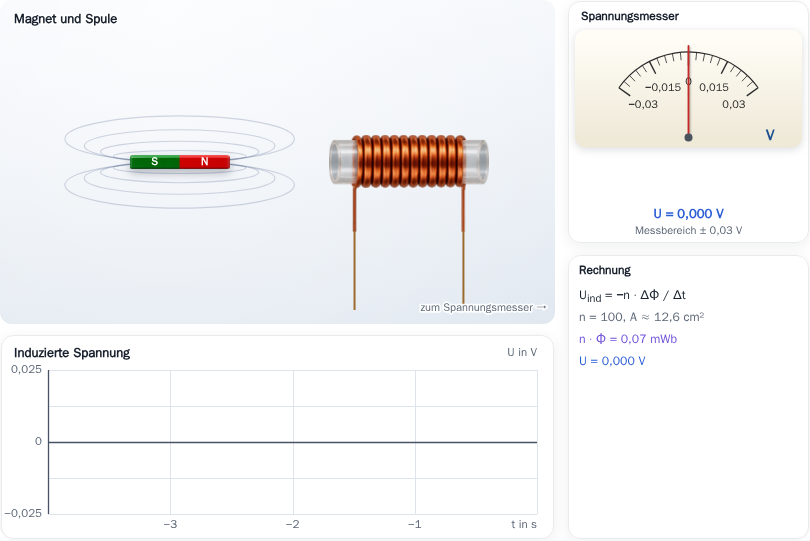 Magnet und Spule
S N
zum Spannungsmesser →
Spannungsmesser
−0,03 −0,015 0 0,015 0,03
V
U = 0,000 V
Messbereich ± 0,03 V
Induzierte Spannung
U in V
0,025
0
−0,025
−3 −2 −1 t in s
Rechnung
Uind = −n · ΔΦ / Δt
n = 100, A ≈ 12,6 cm²
n · Φ = 0,07 mWb
U = 0,000 V